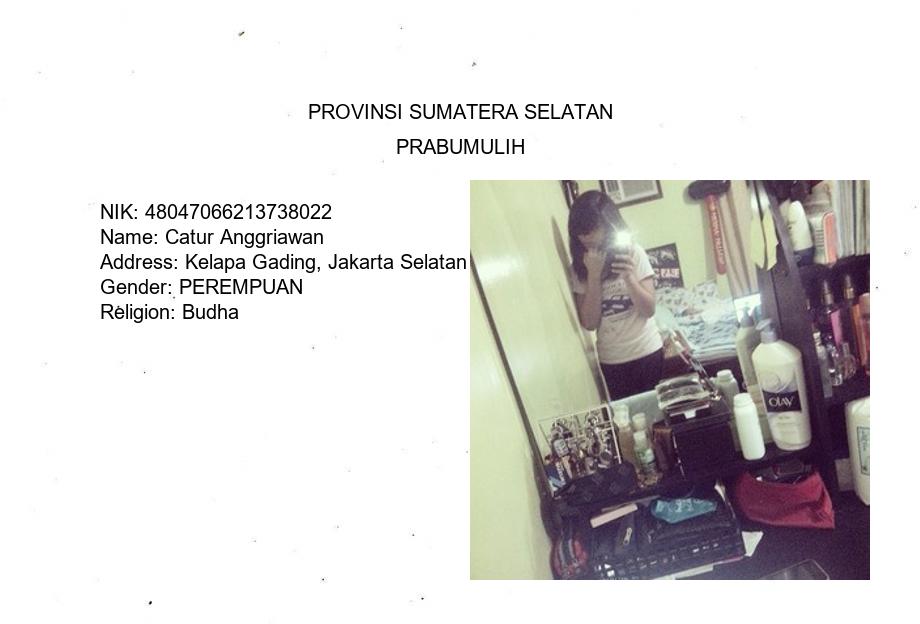 PROVINSI SUMATERA SELATAN
PRABUMULIH
NIK: 48047066213738022
Name: Catur Anggriawan
Address: Kelapa Gading, Jakarta Selatan
Gender: PEREMPUAN
Religion: Budha
OLAY